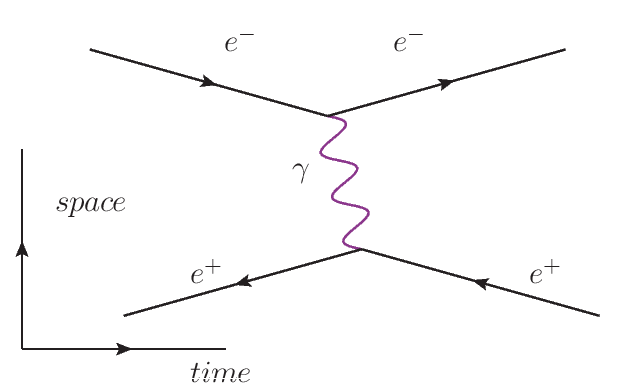 e⁻ e⁻
γ
space
e⁺ e⁺
time